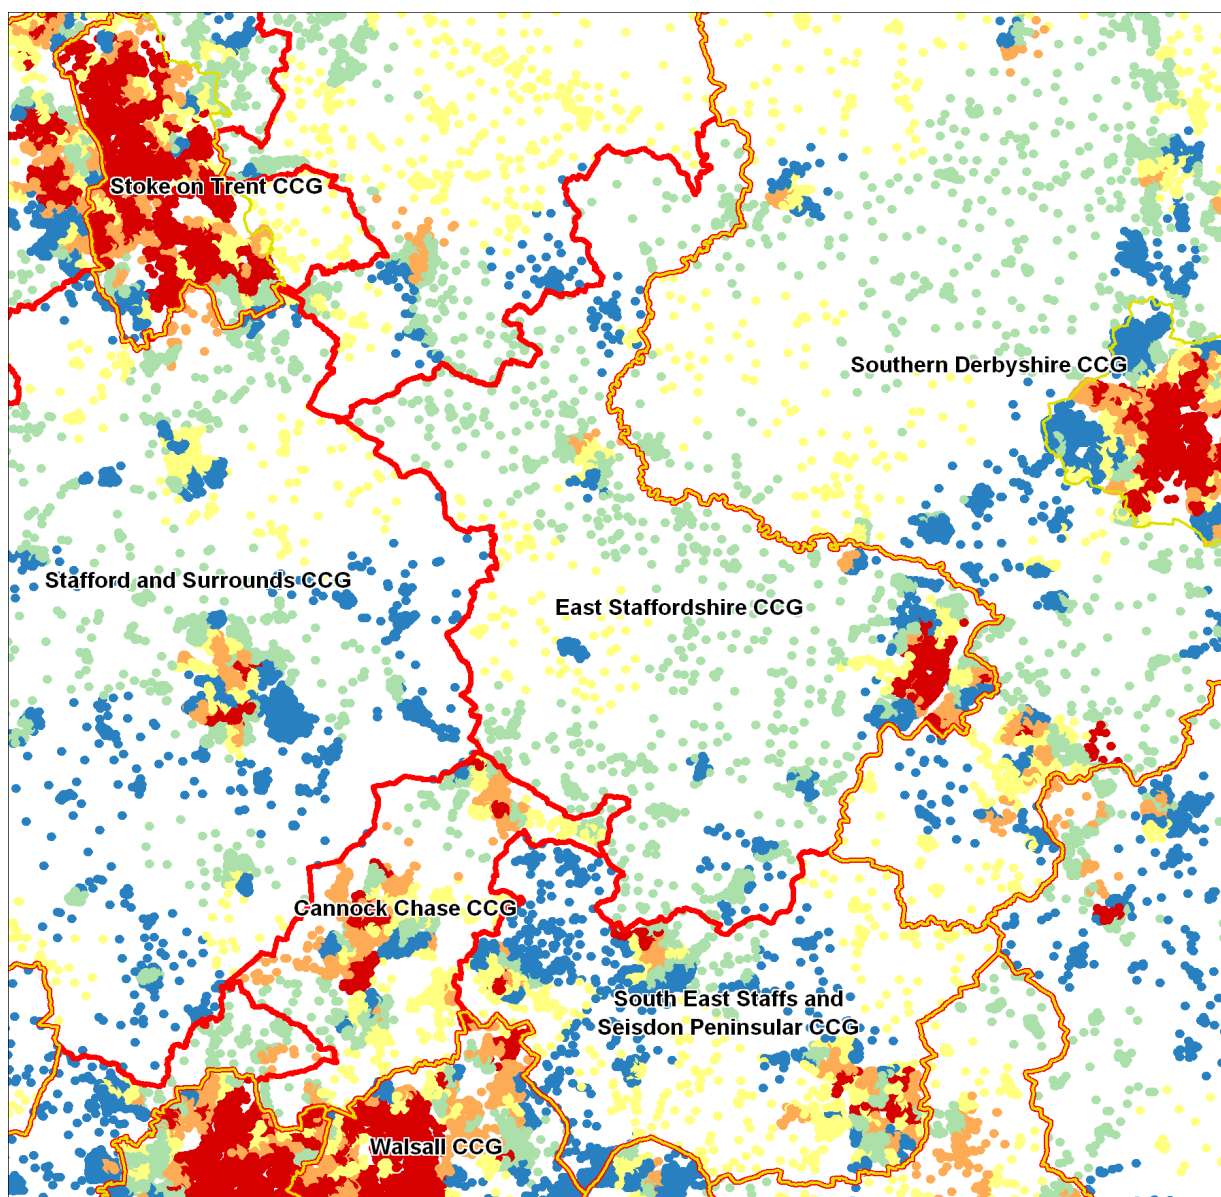 Stoke on Trent CCG
Southern Derbyshire CCG
Stafford and Surrounds CCG
East Staffordshire CCG
Cannock Chase CCG
South East Staffs and
Seisdon Peninsular CCG
Walsall CCG